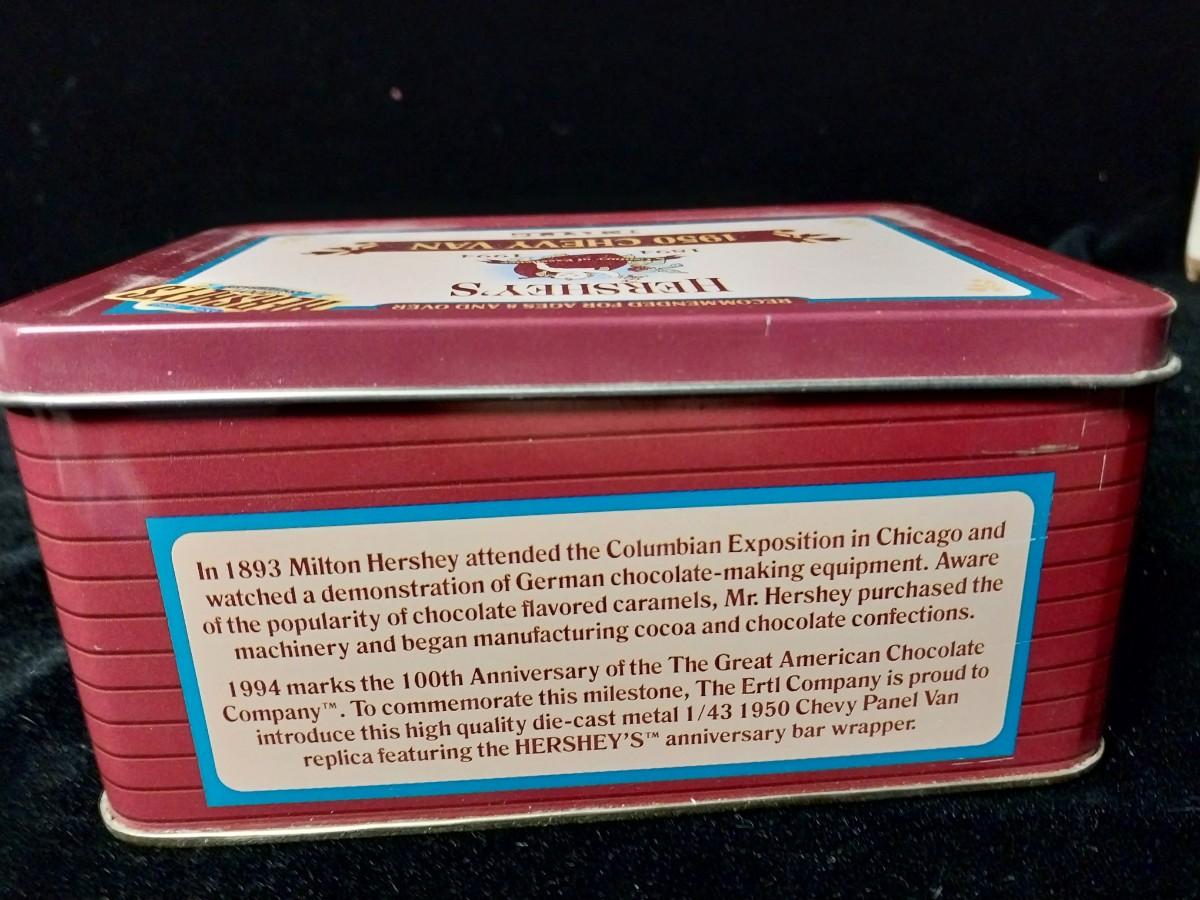 RECOMMENDED FOR AGES 8 AND OVER
HERSHEY'S
1894 1994
1950 CHEVY VAN
HERSHEY'S
In 1893 Milton Hershey attended the Columbian Exposition in Chicago and
watched a demonstration of German chocolate-making equipment. Aware
of the popularity of chocolate flavored caramels, Mr. Hershey purchased the
machinery and began manufacturing cocoa and chocolate confections.
1994 marks the 100th Anniversary of the The Great American Chocolate
Company™. To commemorate this milestone, The Ertl Company is proud to
introduce this high quality die-cast metal 1/43 1950 Chevy Panel Van
replica featuring the HERSHEY'S™ anniversary bar wrapper.